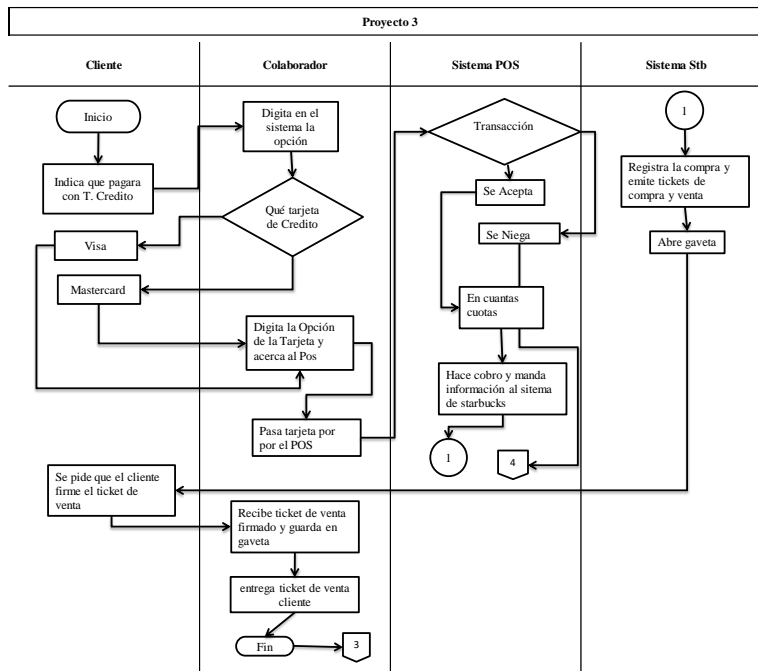 Proyecto 3
Cliente
Colaborador
Sistema POS
Sistema Stb
Inicio
Indica que pagara
con T. Credito
Visa
Mastercard
Se pide que el cliente
firme el ticket de
venta
Digita en el
sistema la
opción
Qué tarjeta
de Credito
Digita la Opción
de la Tarjeta y
acerca al Pos
Pasa tarjeta por
por el POS
Recibe ticket de venta
firmado y guarda en
gaveta
entrega ticket de venta
cliente
Fin
3
Transacción
Se Acepta
Se Niega
En cuantas
cuotas
Hace cobro y manda
información al sitema
de starbucks
1
4
1
Registra la compra y
emite tickets de
compra y venta
Abre gaveta